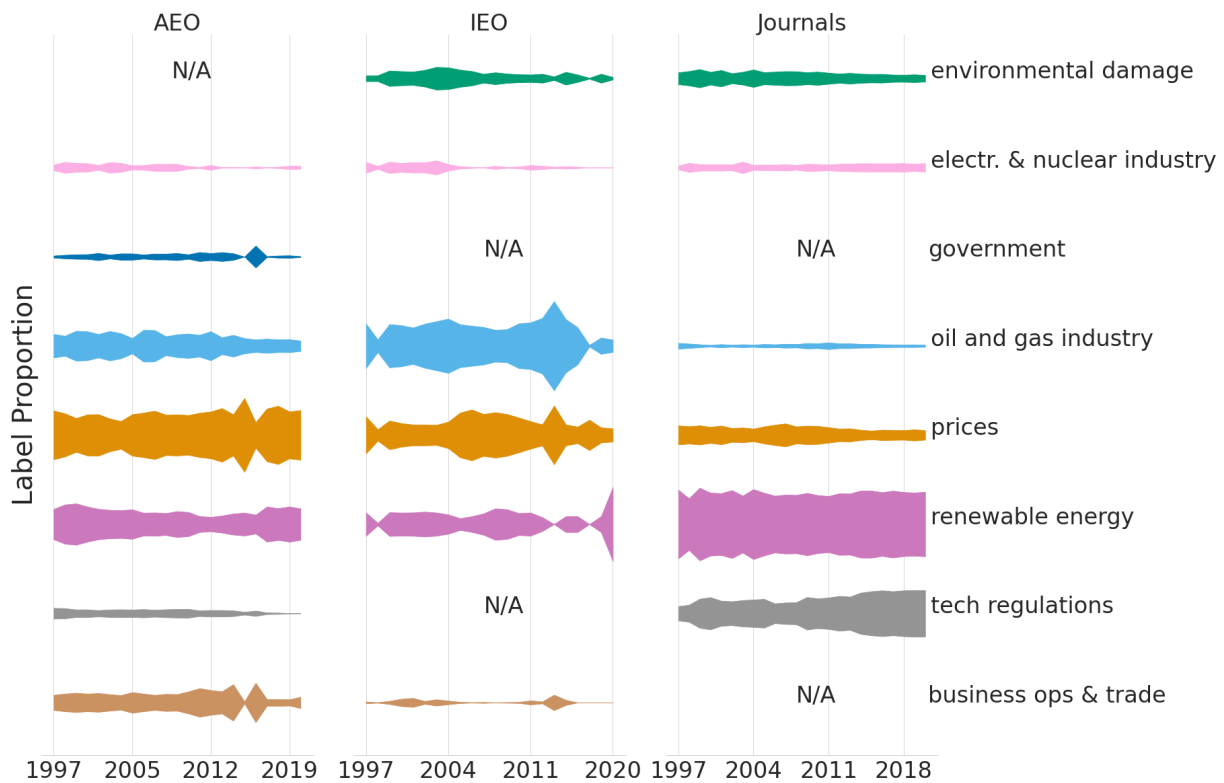 AEO IEO Journals
N/A environmental damage
electr. & nuclear industry
N/A N/A government
oil and gas industry
prices
renewable energy
N/A tech regulations
N/A business ops & trade
Label Proportion
1997 2005 2012 2019 1997 2004 2011 2020 1997 2004 2011 2018